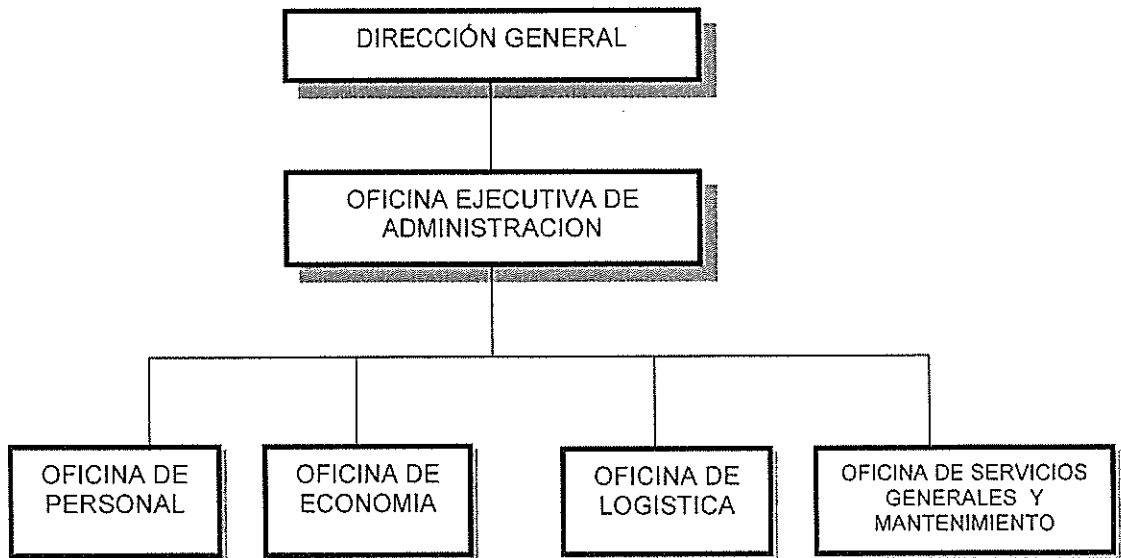 DIRECCIÓN GENERAL
OFICINA EJECUTIVA DE
ADMINISTRACION
OFICINA DE
PERSONAL
OFICINA DE
ECONOMIA
OFICINA DE
LOGISTICA
OFICINA DE SERVICIOS
GENERALES Y
MANTENIMIENTO